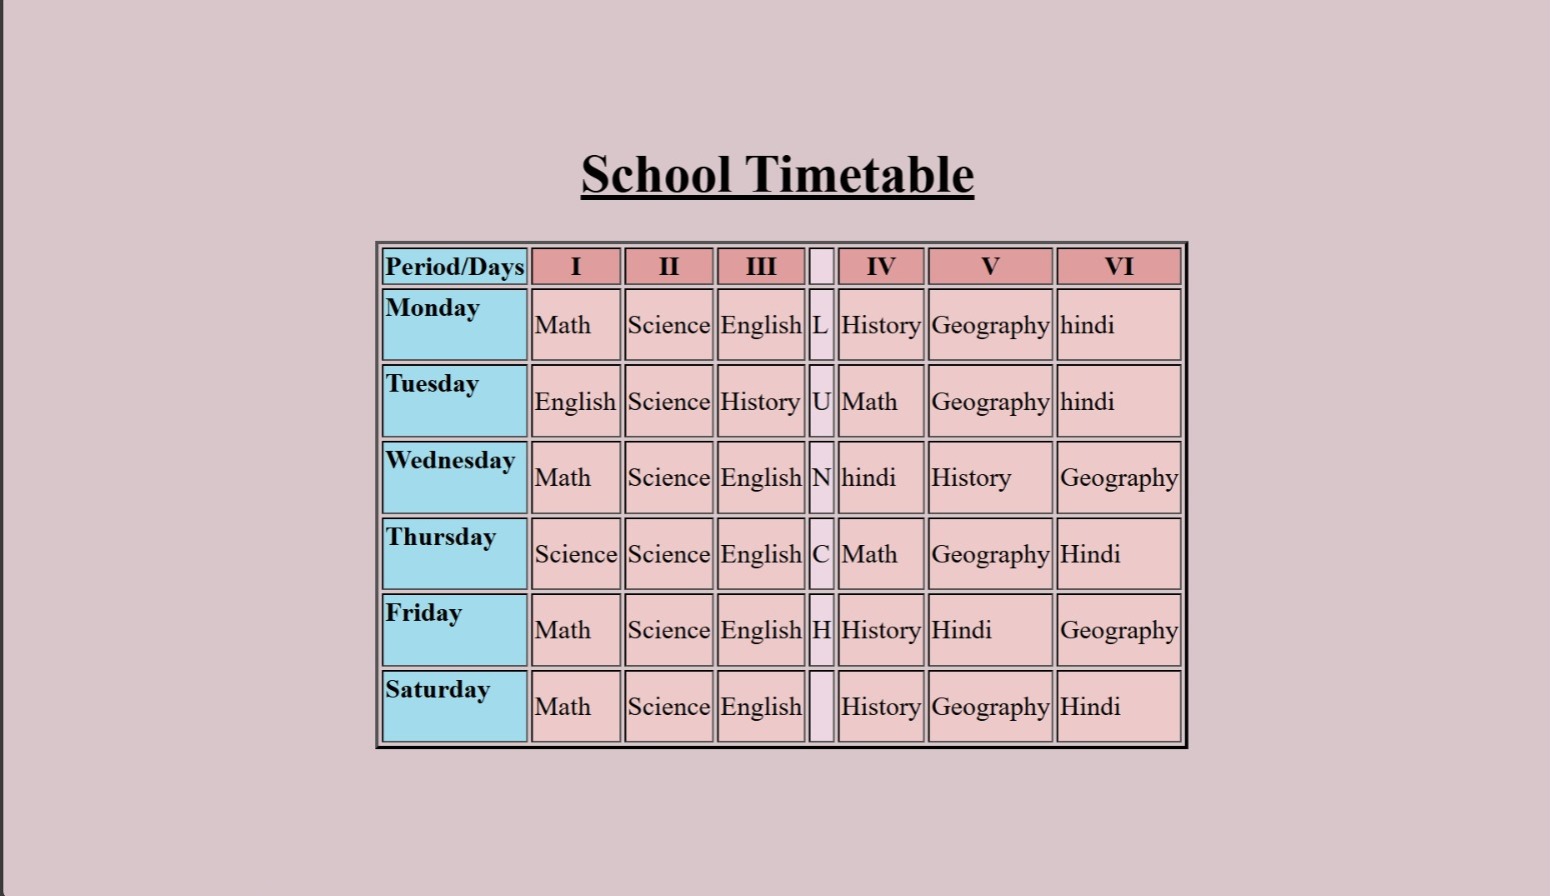 School Timetable
Period/Days I II III IV V VI
Monday Math Science English L History Geography hindi
Tuesday English Science History U Math Geography hindi
Wednesday Math Science English N hindi History Geography
Thursday Science Science English C Math Geography Hindi
Friday Math Science English H History Hindi Geography
Saturday Math Science English History Geography Hindi